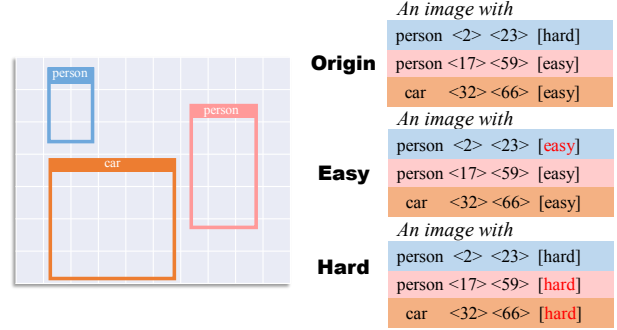 person
person
car
Origin
An image with
person <2> <23> [hard]
person <17> <59> [easy]
car <32> <66> [easy]
Easy
An image with
person <2> <23> [easy]
person <17> <59> [easy]
car <32> <66> [easy]
Hard
An image with
person <2> <23> [hard]
person <17> <59> [hard]
car <32> <66> [hard]